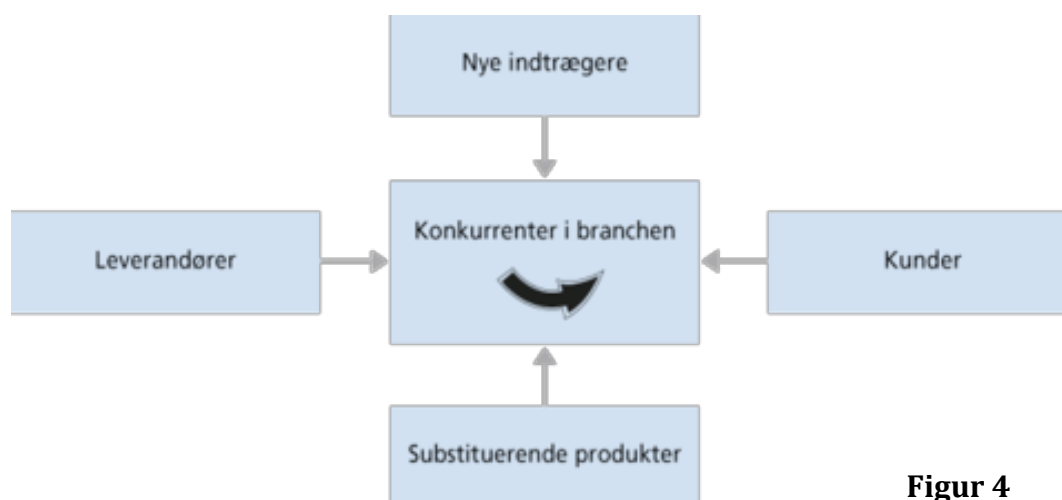 Nye indtrægere
Konkurrenter i branchen
Leverandører
Kunder
Substituerende produkter
Figur 4